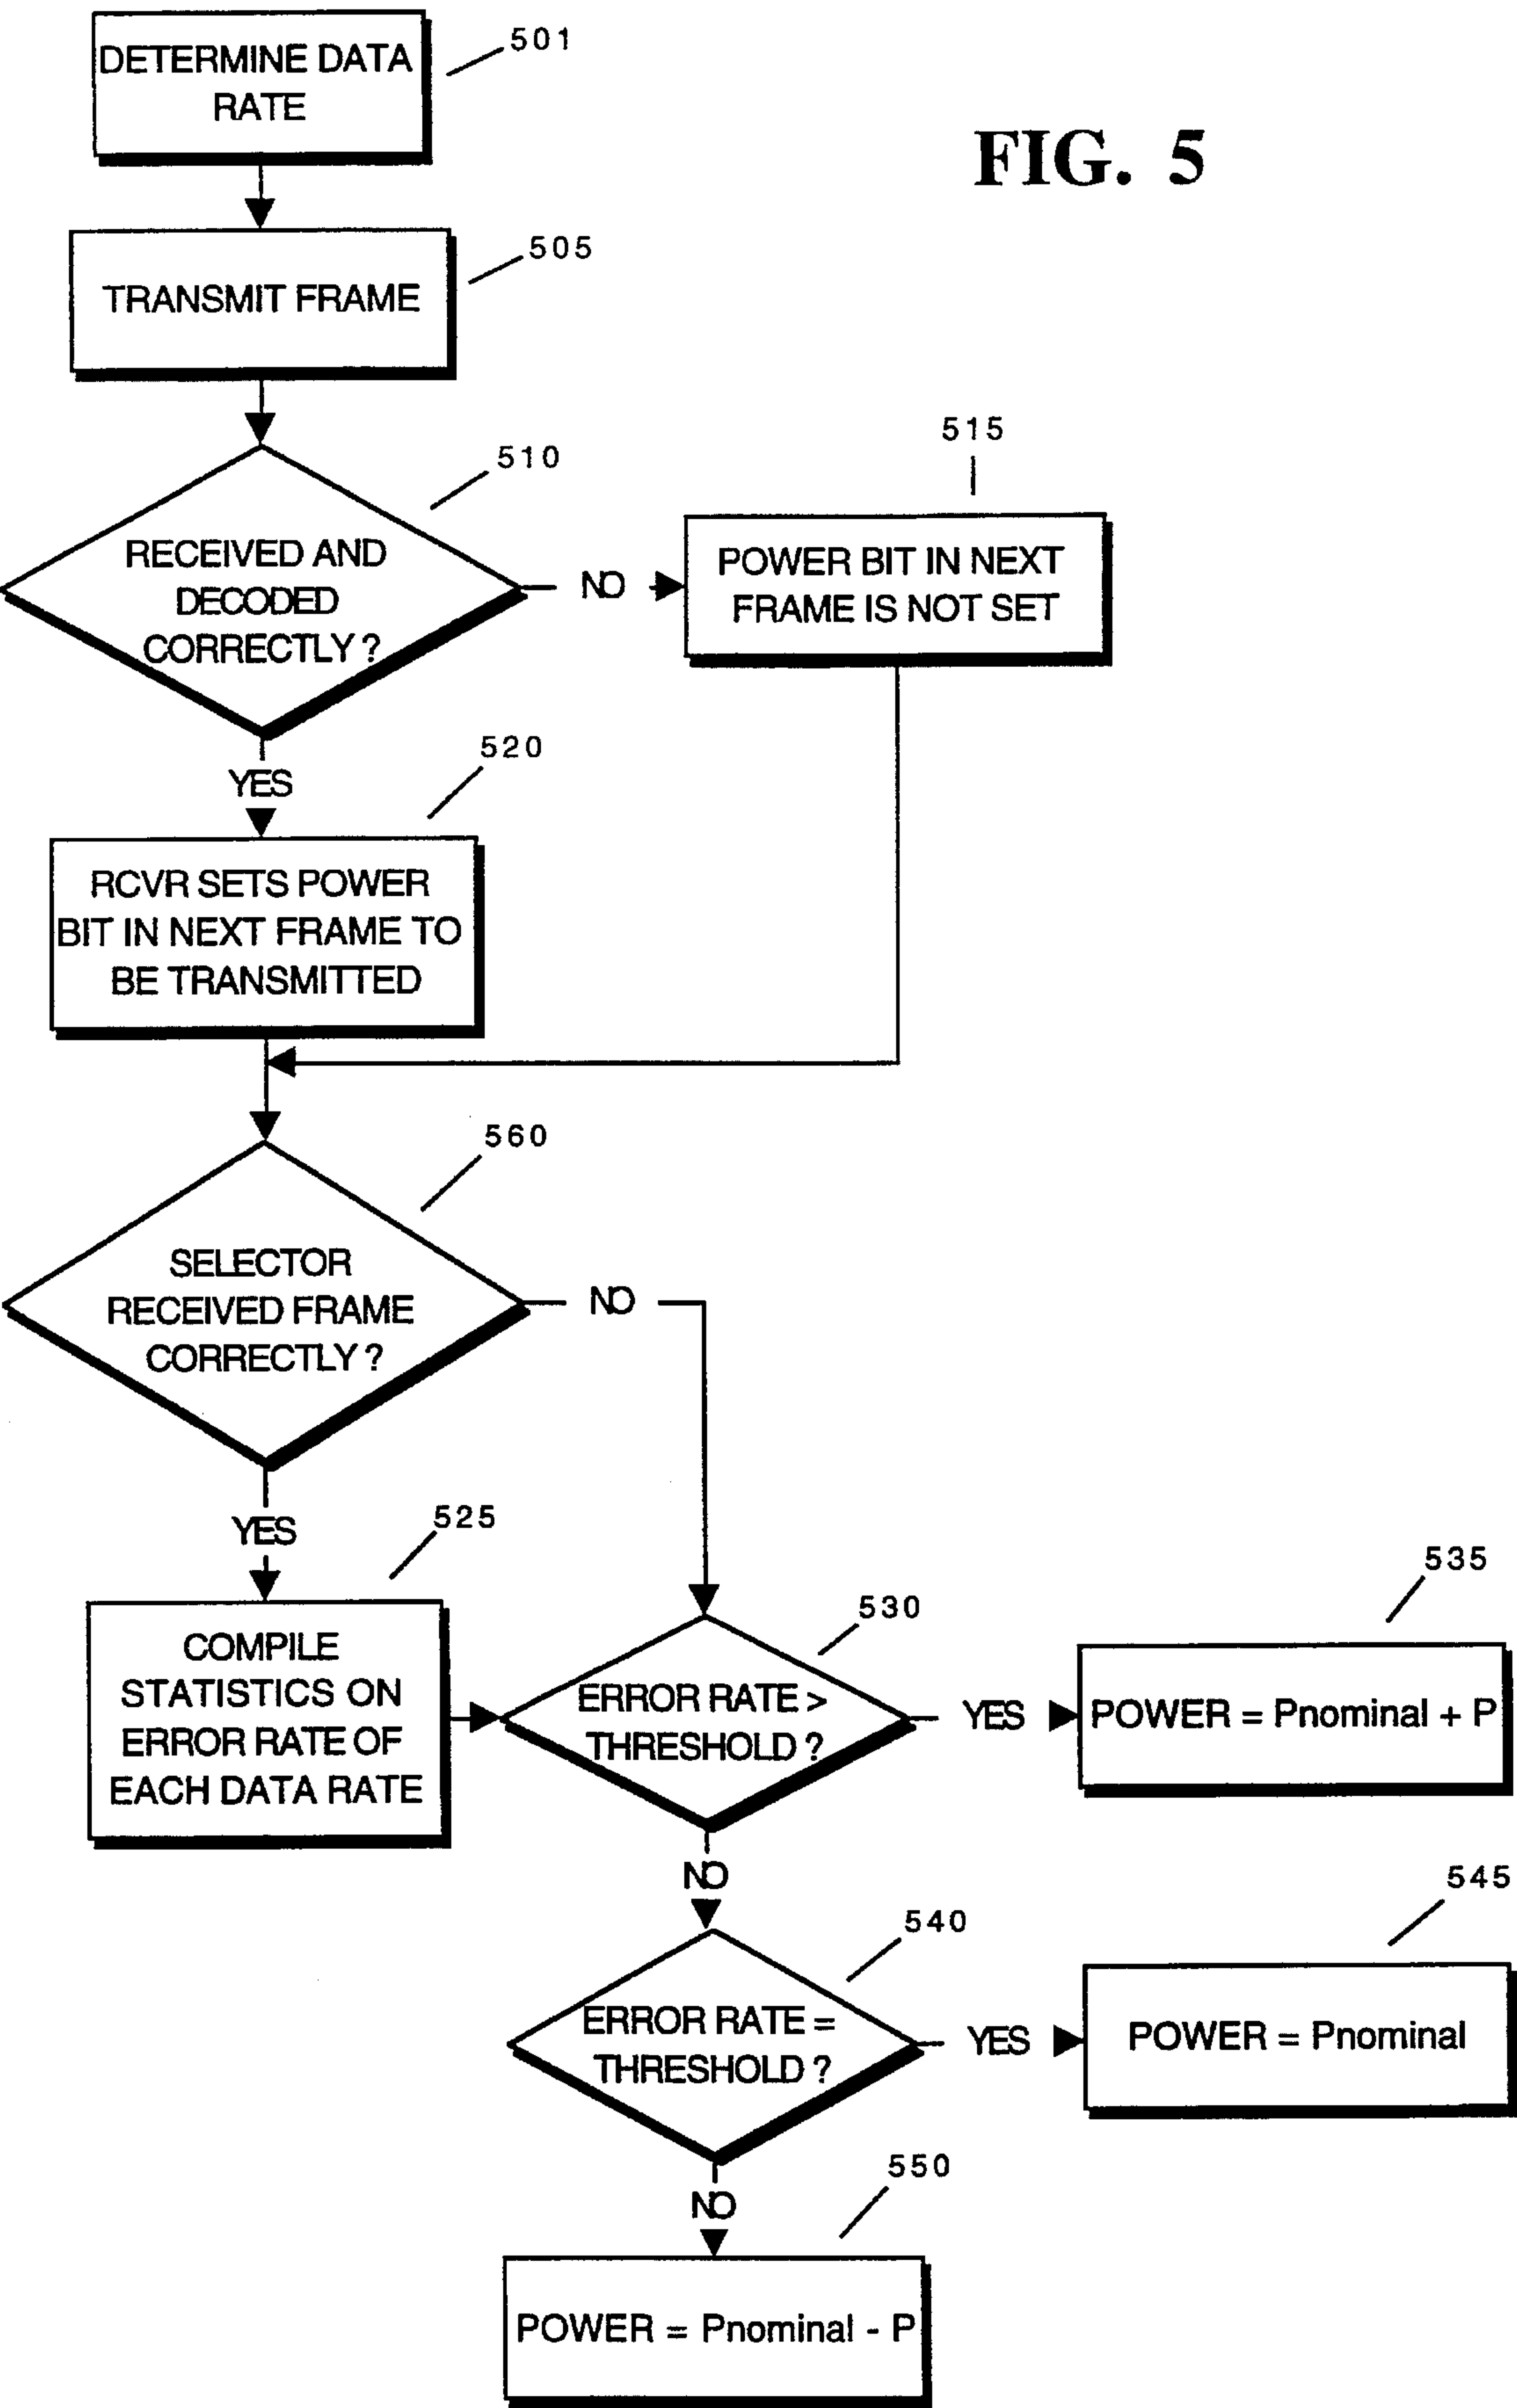 DETERMINE DATA
RATE
501
FIG. 5
TRANSMIT FRAME
505
RECEIVED AND
DECODED
CORRECTLY ?
510
NO
POWER BIT IN NEXT
FRAME IS NOT SET
515
YES
RCVR SETS POWER
BIT IN NEXT FRAME TO
BE TRANSMITTED
520
SELECTOR
RECEIVED FRAME
CORRECTLY ?
560
NO
YES
COMPILE
STATISTICS ON
ERROR RATE OF
EACH DATA RATE
525
ERROR RATE >
THRESHOLD ?
530
YES
POWER = Pnominal + P
535
NO
ERROR RATE =
THRESHOLD ?
540
YES
POWER = Pnominal
545
NO
POWER = Pnominal - P
550